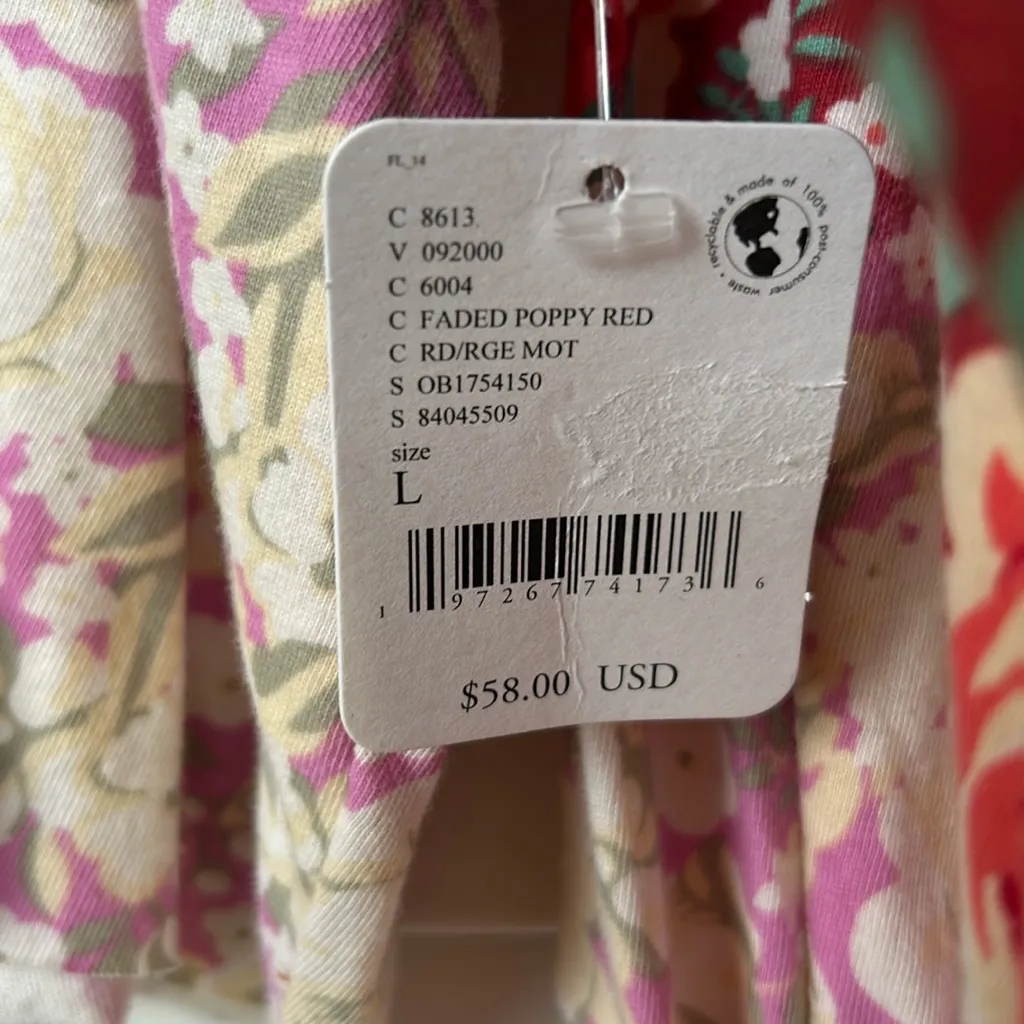 FL_14
recyclable & made of 100% post-consumer waste •
C 8613
V 092000
C 6004
C FADED POPPY RED
C RD/RGE MOT
S OB1754150
S 84045509
size
L
1 97267 74173 6
$58.00 USD